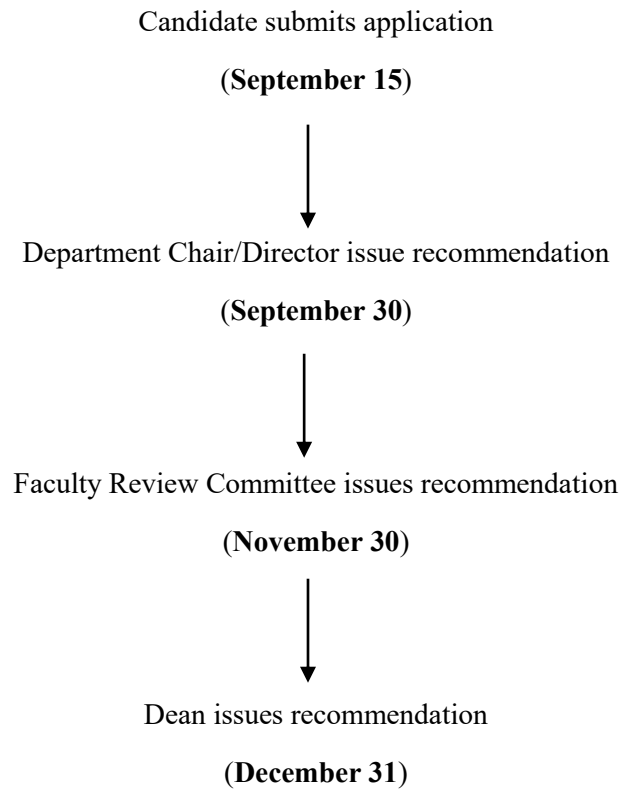 Candidate submits application
(September 15)
Department Chair/Director issue recommendation
(September 30)
Faculty Review Committee issues recommendation
(November 30)
Dean issues recommendation
(December 31)